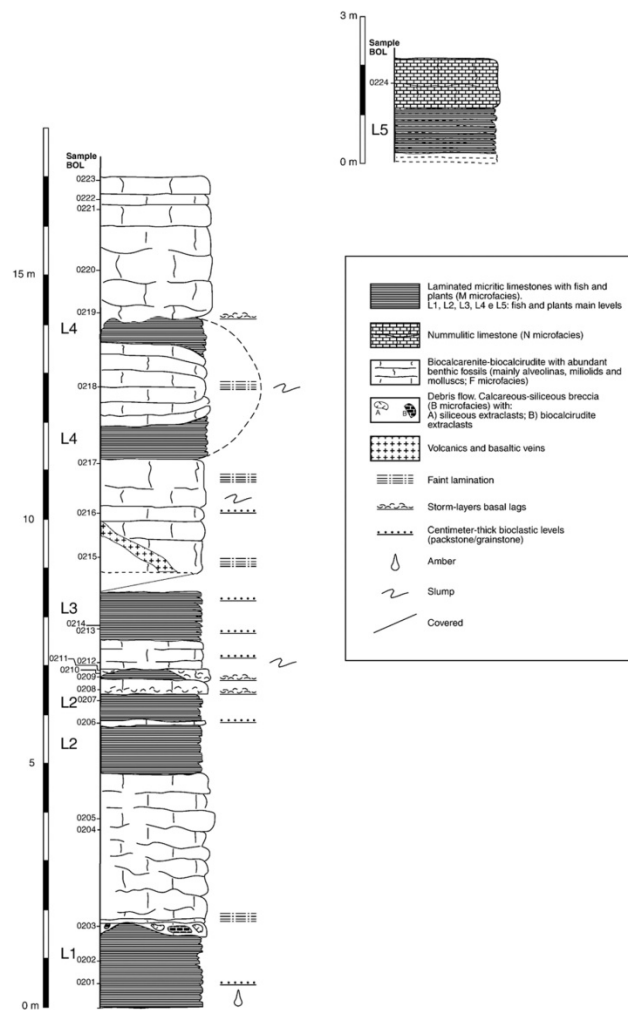 3 m
Sample
BOL
0224
L5
0 m
Sample
BOL
0223
0222
0221
15 m
0220
0219
L4
0218
L4
0217
10
0216
0215
L3
0214
0213
0211
0212
0210
0209
0208
L2
0207
0206
L2
5
0205
0204
0203
L1
0202
0201
0 m
Laminated micritic limestones with fish and
plants (M microfacies).
L1, L2, L3, L4 e L5: fish and plants main levels
Nummulitic limestone (N microfacies)
Biocalcarenite-biocalcirudite with abundant
benthic fossils (mainly alveolinas, miliolids and
molluscs; F microfacies)
Debris flow. Calcareous-siliceous breccia
(B microfacies) with:
A) siliceous extraclasts; B) biocalcirudite
extraclasts
A
B
Volcanics and basaltic veins
Faint lamination
Storm-layers basal lags
Centimeter-thick bioclastic levels
(packstone/grainstone)
Amber
Slump
Covered